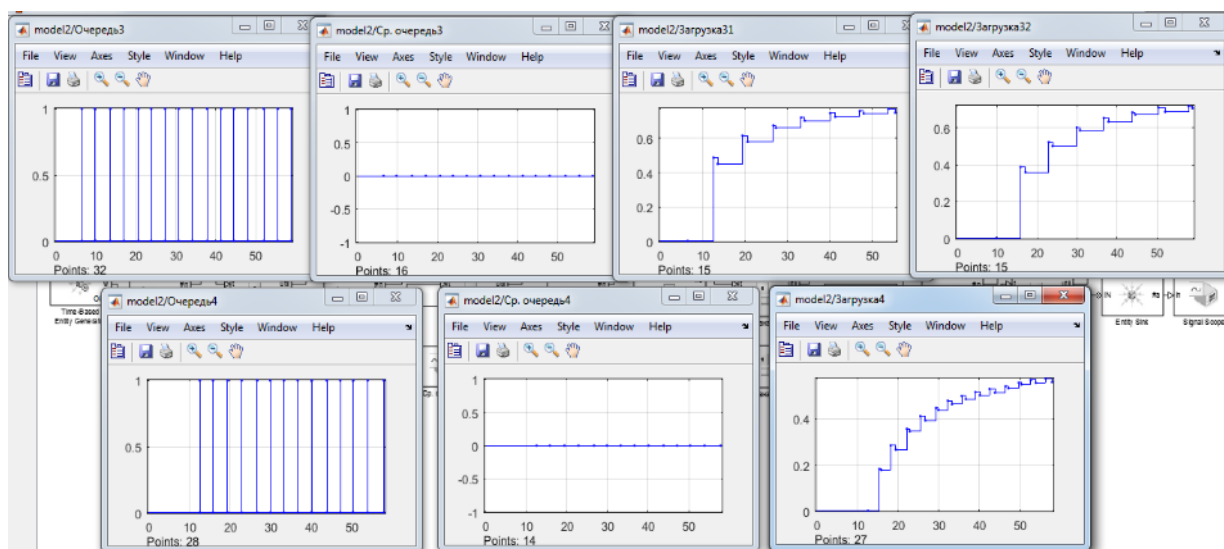 model2/Очередь3
File View Axes Style Window Help
1
0.5
0
0 10 20 30 40 50
Points: 32
model2/Ср. очередь3
File View Axes Style Window Help
1
0.5
0
-0.5
-1
0 10 20 30 40 50
Points: 16
model2/Загрузка31
File View Axes Style Window Help
0.6
0.4
0.2
0
0 10 20 30 40 50
Points: 15
model2/Загрузка32
File View Axes Style Window Help
0.6
0.4
0.2
0
0 10 20 30 40 50
Points: 15
Time-Based
IN
Entity Sink
In
Signal Scope
model2/Очередь4
File View Axes Style Window Help
1
0.5
0
0 10 20 30 40 50
Points: 28
model2/Ср. очередь4
File View Axes Style Window Help
1
0.5
0
-0.5
-1
0 10 20 30 40 50
Points: 14
model2/Загрузка4
File View Axes Style Window Help
0.4
0.2
0
0 10 20 30 40 50
Points: 27